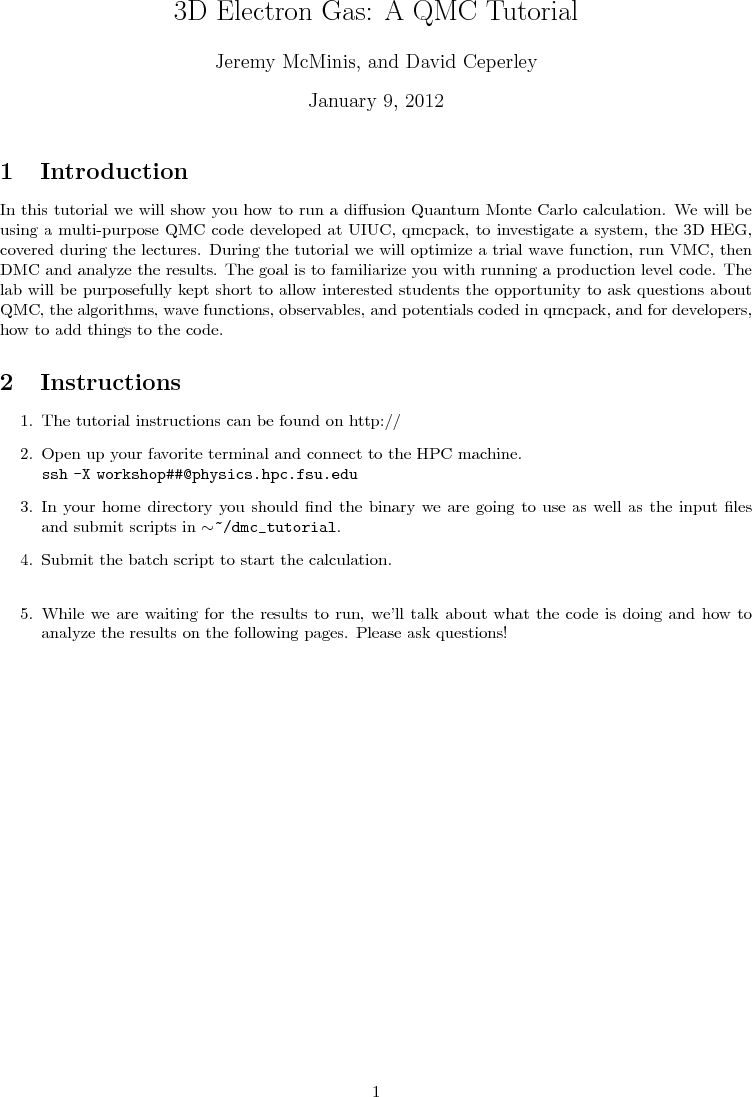 3D Electron Gas: A QMC Tutorial
Jeremy McMinis, and David Ceperley
January 9, 2012
1 Introduction
In this tutorial we will show you how to run a diffusion Quantum Monte Carlo calculation. We will be
using a multi-purpose QMC code developed at UIUC, qmcpack, to investigate a system, the 3D HEG,
covered during the lectures. During the tutorial we will optimize a trial wave function, run VMC, then
DMC and analyze the results. The goal is to familiarize you with running a production level code. The
lab will be purposefully kept short to allow interested students the opportunity to ask questions about
QMC, the algorithms, wave functions, observables, and potentials coded in qmcpack, and for developers,
how to add things to the code.
2 Instructions
1. The tutorial instructions can be found on http://
2. Open up your favorite terminal and connect to the HPC machine.
ssh -X workshop##@physics.hpc.fsu.edu
3. In your home directory you should find the binary we are going to use as well as the input files
and submit scripts in ∼~/dmc_tutorial.
4. Submit the batch script to start the calculation.
5. While we are waiting for the results to run, we'll talk about what the code is doing and how to
analyze the results on the following pages. Please ask questions!
1